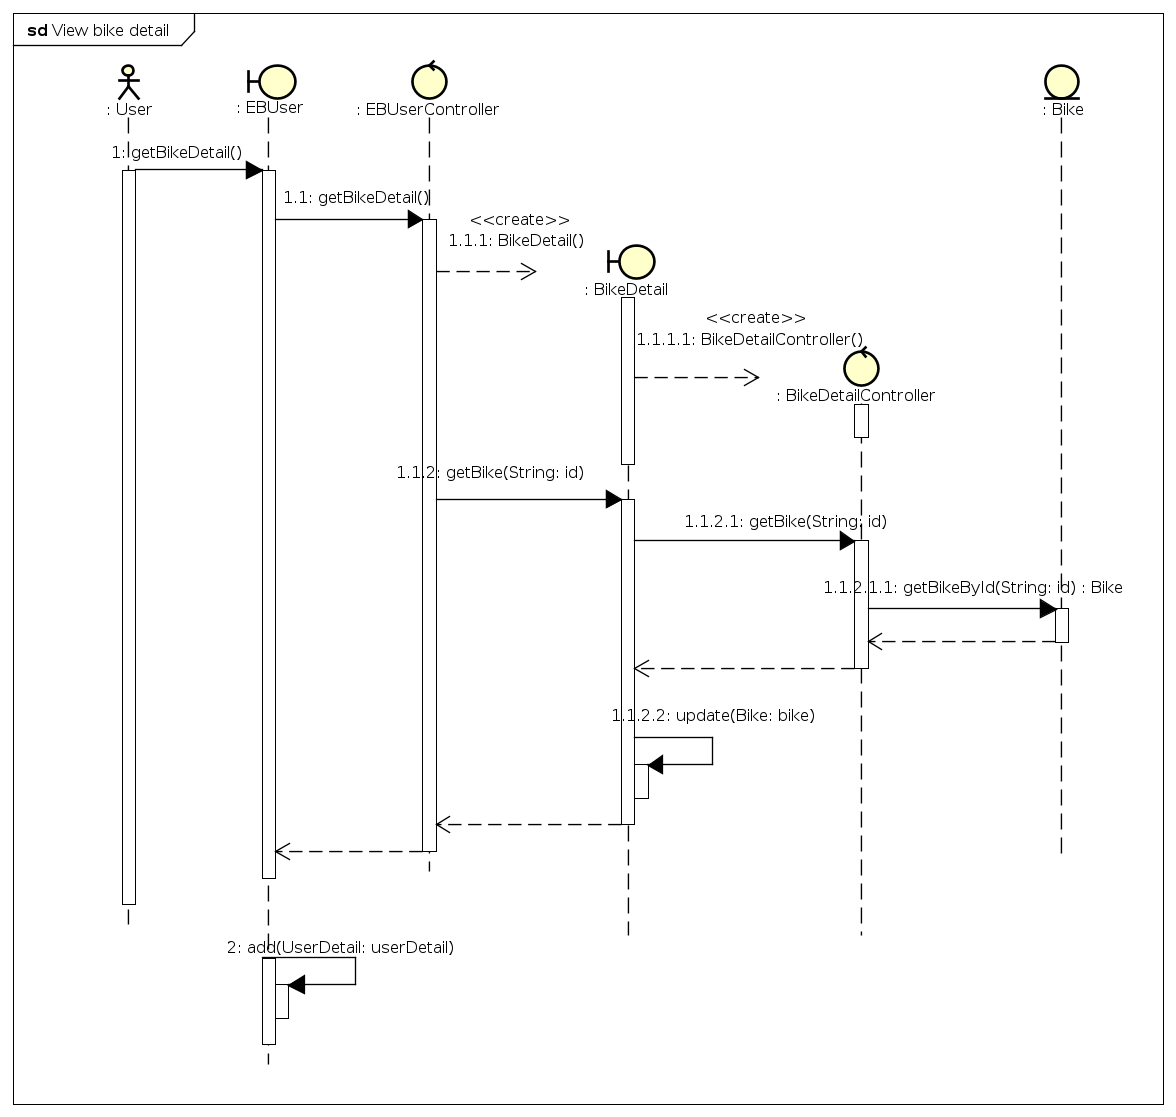 sd View bike detail
: User
: EBUser
: EBUserController
: Bike
1: getBikeDetail()
1.1: getBikeDetail()
<<create>>
1.1.1: BikeDetail()
: BikeDetail
<<create>>
1.1.1.1: BikeDetailController()
: BikeDetailController
1.1.2: getBike(String: id)
1.1.2.1: getBike(String: id)
1.1.2.1.1: getBikeById(String: id) : Bike
1.1.2.2: update(Bike: bike)
2: add(UserDetail: userDetail)